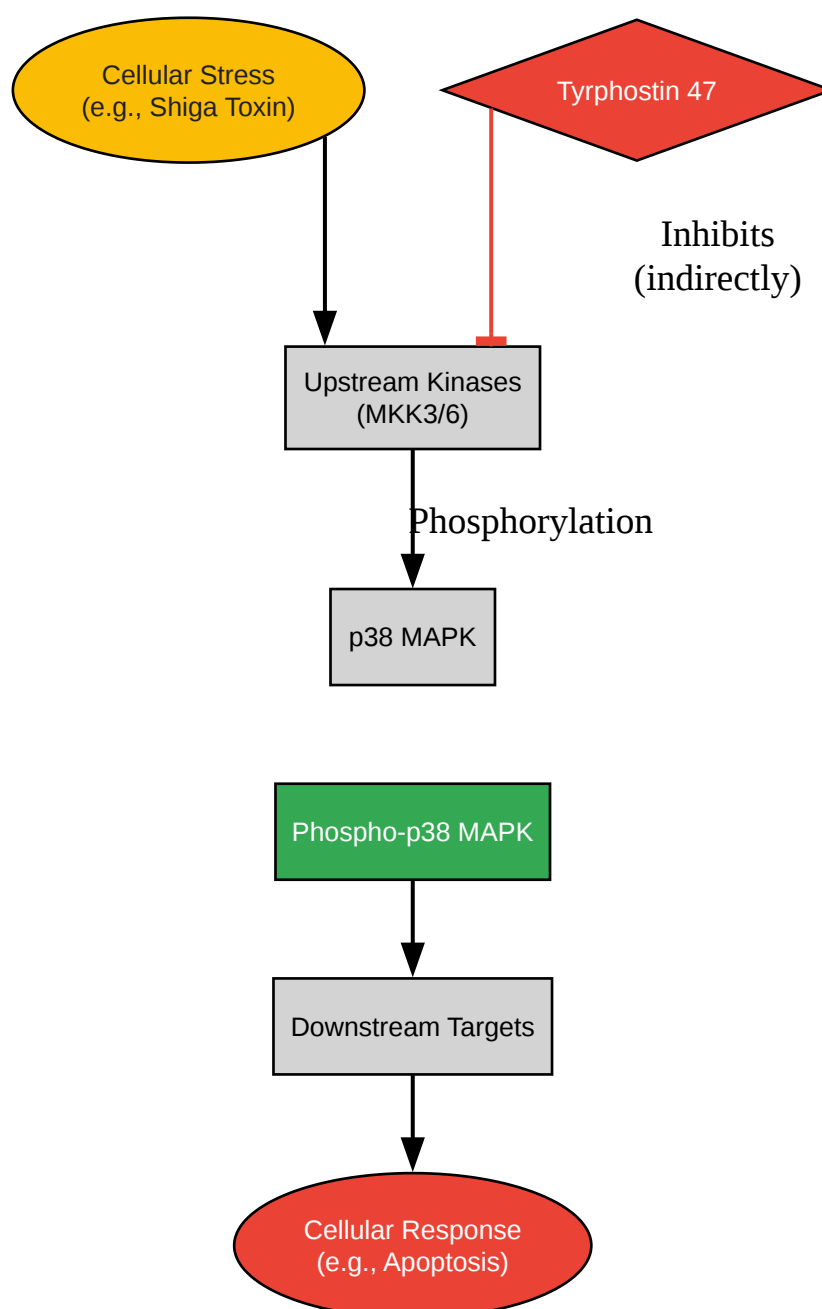 Cellular Stress
(e.g., Shiga Toxin)
Tyrphostin 47
Inhibits
(indirectly)
Upstream Kinases
(MKK3/6)
Phosphorylation
p38 MAPK
Phospho-p38 MAPK
Downstream Targets
Cellular Response
(e.g., Apoptosis)